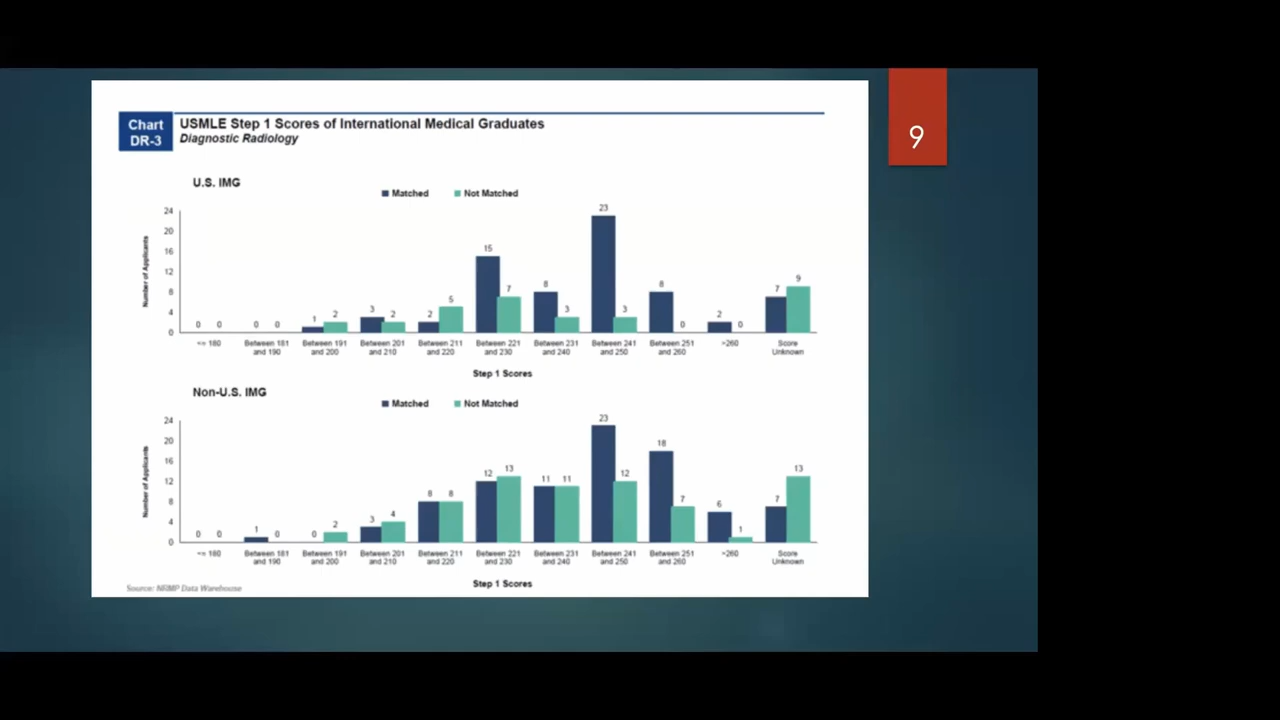 9
Chart
DR-3
USMLE Step 1 Scores of International Medical Graduates
Diagnostic Radiology
U.S. IMG
Matched Not Matched
Number of Applicants
24
20
16
12
8
4
0
0 0 0 0 1 2 3 2 2 5 15 7 8 3 23 3 8 0 2 0 7 9
<= 180 Between 181 Between 191 Between 201 Between 211 Between 221 Between 231 Between 241 Between 251 >260 Score
and 190 and 200 and 210 and 220 and 230 and 240 and 250 and 260 Unknown
Step 1 Scores
Non-U.S. IMG
Matched Not Matched
Number of Applicants
24
20
16
12
8
4
0
0 0 1 0 0 2 3 4 8 8 12 13 11 11 23 12 18 7 6 1 7 13
<= 180 Between 181 Between 191 Between 201 Between 211 Between 221 Between 231 Between 241 Between 251 >260 Score
and 190 and 200 and 210 and 220 and 230 and 240 and 250 and 260 Unknown
Step 1 Scores
Source: NRMP Data Warehouse